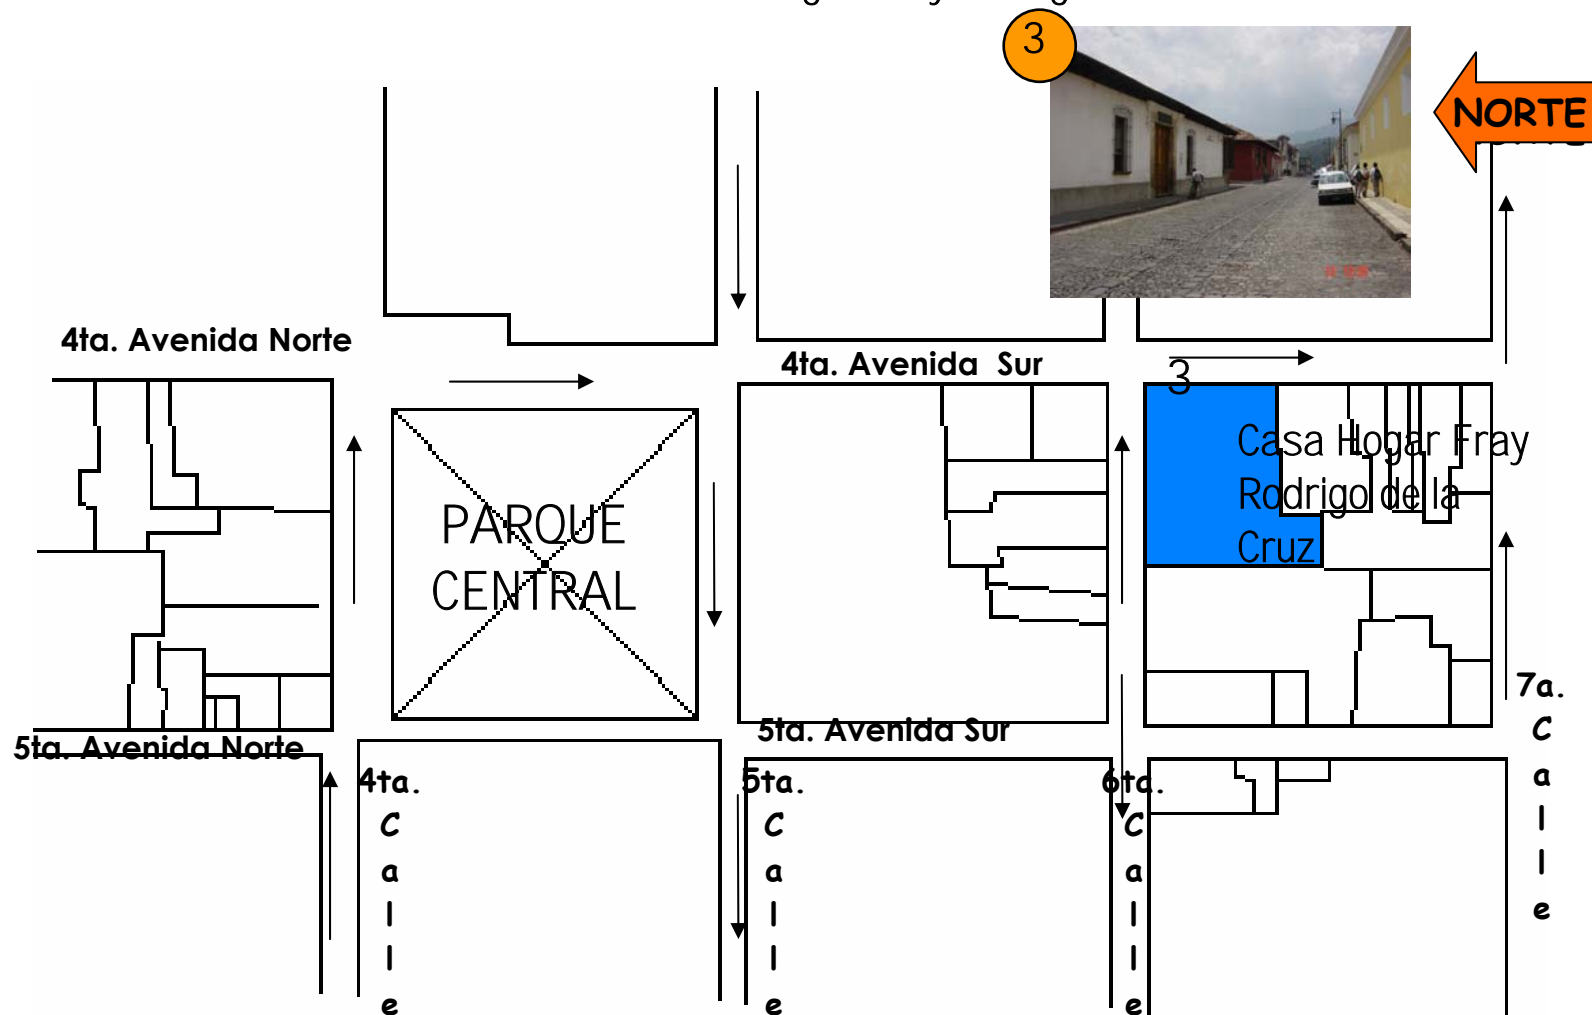 3
NORTE
4ta. Avenida Norte
4ta. Avenida Sur
3
Casa Hogar Fray
Rodrigo de la
Cruz
PARQUE
CENTRAL
5ta. Avenida Norte
5ta. Avenida Sur
4ta.
C
a
l
l
e
5ta.
C
a
l
l
e
6ta.
C
a
l
l
e
7a.
C
a
l
l
e